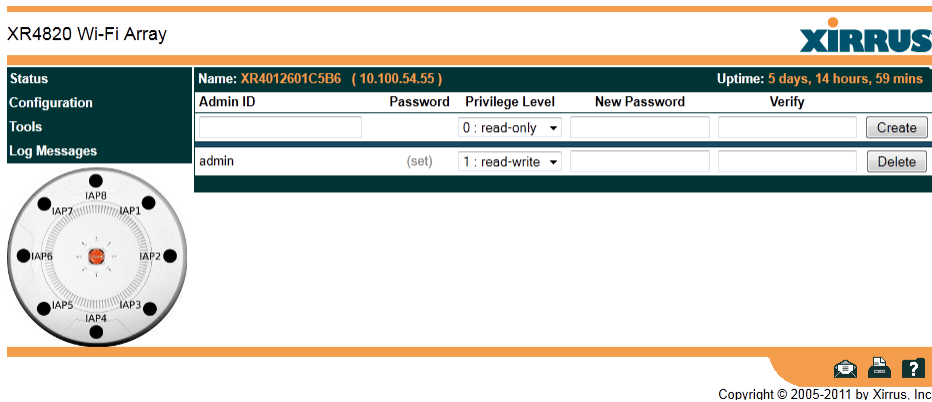 XR4820 Wi-Fi Array
XIRRUS
Status
Configuration
Tools
Log Messages
Name: XR4012601C5B6 ( 10.100.54.55 ) Uptime: 5 days, 14 hours, 59 mins
Admin ID Password Privilege Level New Password Verify
0 : read-only Create
admin (set) 1 : read-write Delete
IAP8
IAP7 IAP1
IAP6 IAP2
IAP5 IAP3
IAP4
?
Copyright © 2005-2011 by Xirrus, Inc